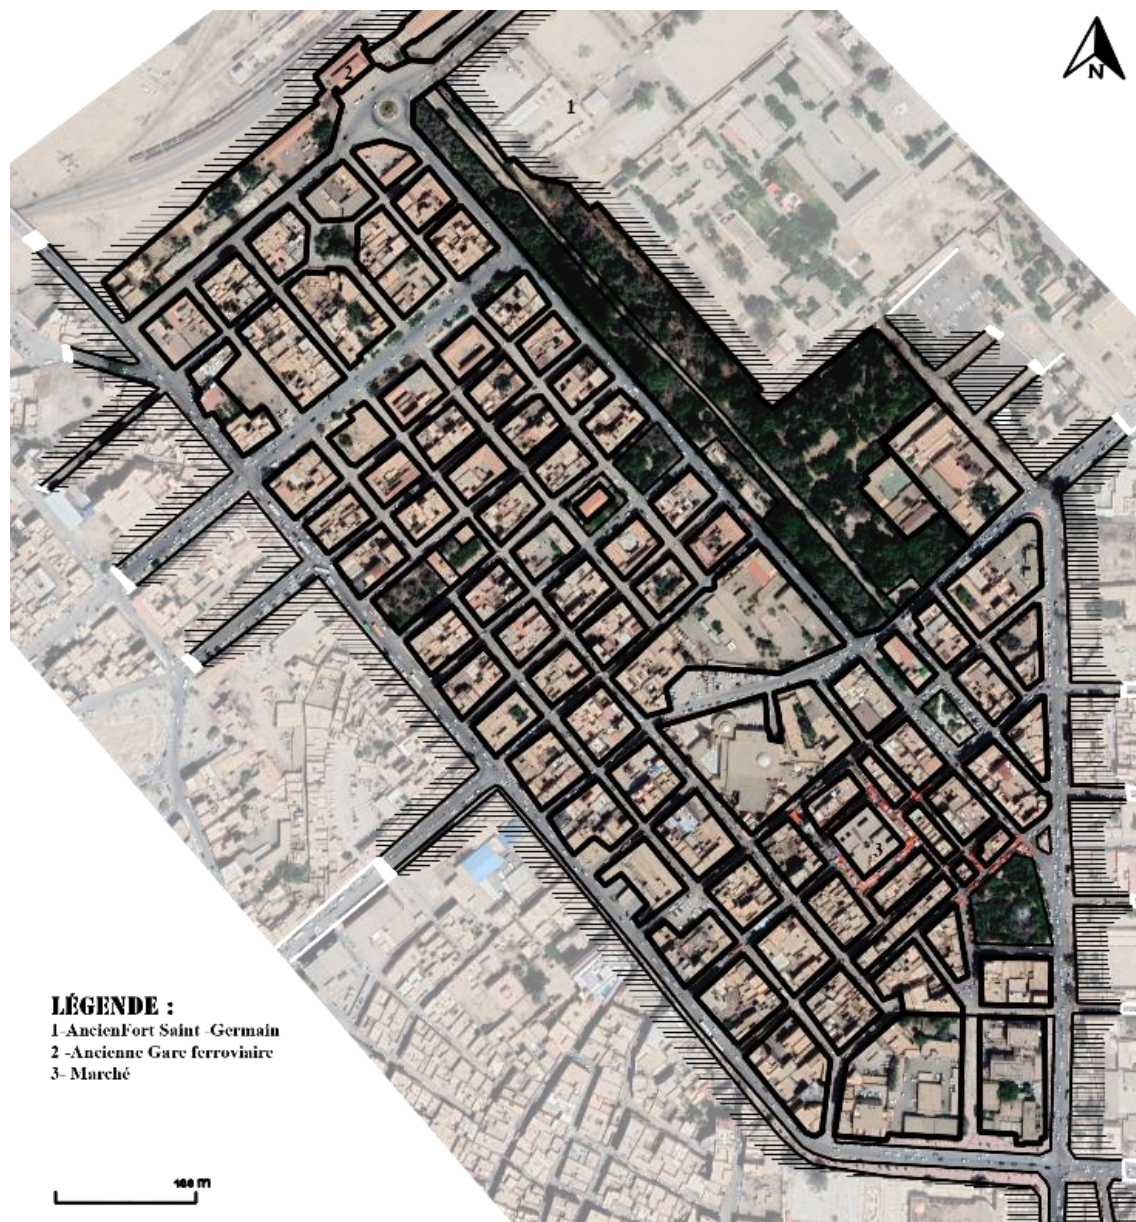 2
1
N
3
LÉGENDE :
1-AncienFort Saint -Germain
2 -Ancienne Gare ferroviaire
3- Marché
100 m